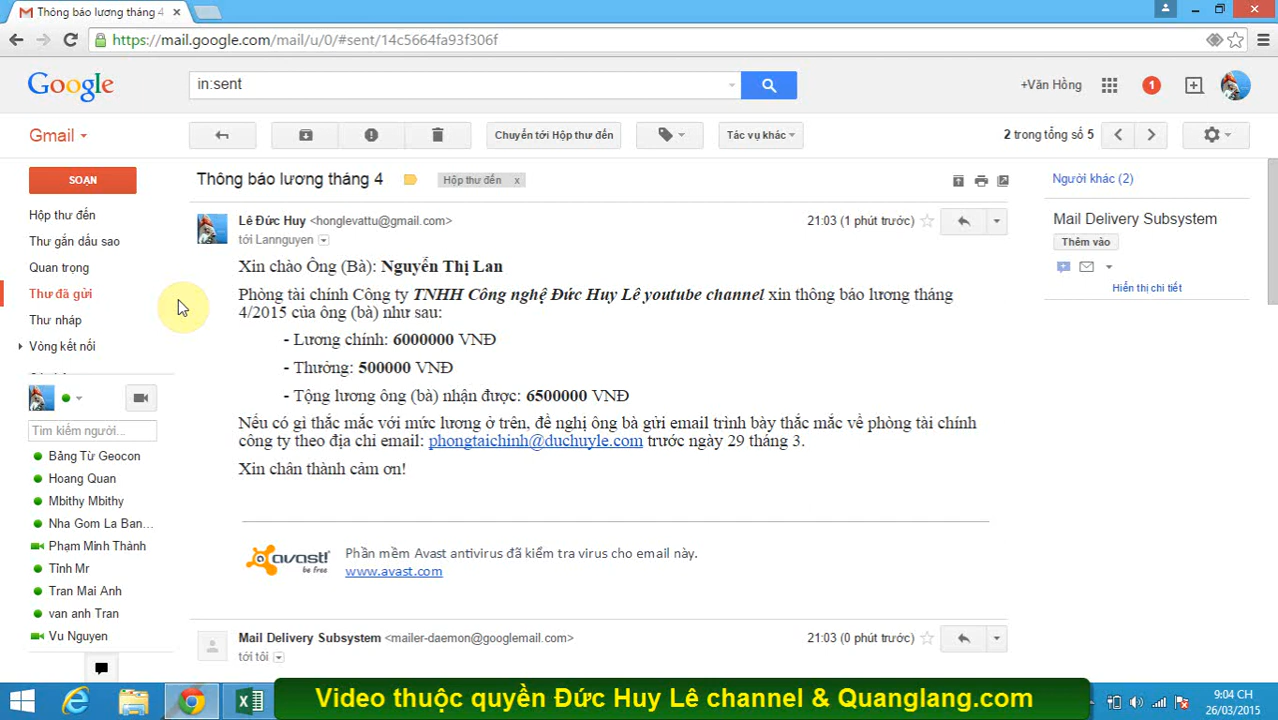 Thông báo lương tháng 4
https://mail.google.com/mail/u/0/#sent/14c5664fa93f306f
Google
in:sent
+Văn Hồng
1
Gmail
Chuyển tới Hộp thư đến
Tác vụ khác
2 trong tổng số 5
SOẠN
Thông báo lương tháng 4
Hộp thư đến x
Người khác (2)
Hộp thư đến
Thư gắn dấu sao
Quan trọng
Thư đã gửi
Thư nháp
Vòng kết nối
Lê Đức Huy <honglevattu@gmail.com>
21:03 (1 phút trước)
tới Lannguyen
Mail Delivery Subsystem
Thêm vào
Hiển thị chi tiết
Xin chào Ông (Bà): Nguyễn Thị Lan
Phòng tài chính Công ty TNHH Công nghệ Đức Huy Lê youtube channel xin thông báo lương tháng
4/2015 của ông (bà) như sau:
- Lương chính: 6000000 VNĐ
- Thưởng: 500000 VNĐ
- Tộng lương ông (bà) nhận được: 6500000 VNĐ
Nếu có gì thắc mắc với mức lương ở trên, đề nghị ông bà gửi email trình bày thắc mắc về phòng tài chính
công ty theo địa chỉ email: phongtaichinh@duchuyle.com trước ngày 29 tháng 3.
Xin chân thành cảm ơn!
Tìm kiếm người...
Băng Từ Geocon
Hoang Quan
Mbithy Mbithy
Nha Gom La Ban...
Phạm Minh Thành
Tình Mr
Tran Mai Anh
van anh Tran
Vu Nguyen
avast!
be free
Phần mềm Avast antivirus đã kiểm tra virus cho email này.
www.avast.com
Mail Delivery Subsystem <mailer-daemon@googlemail.com>
21:03 (0 phút trước)
tới tôi
Video thuộc quyền Đức Huy Lê channel & Quanglang.com
9:04 CH
26/03/2015